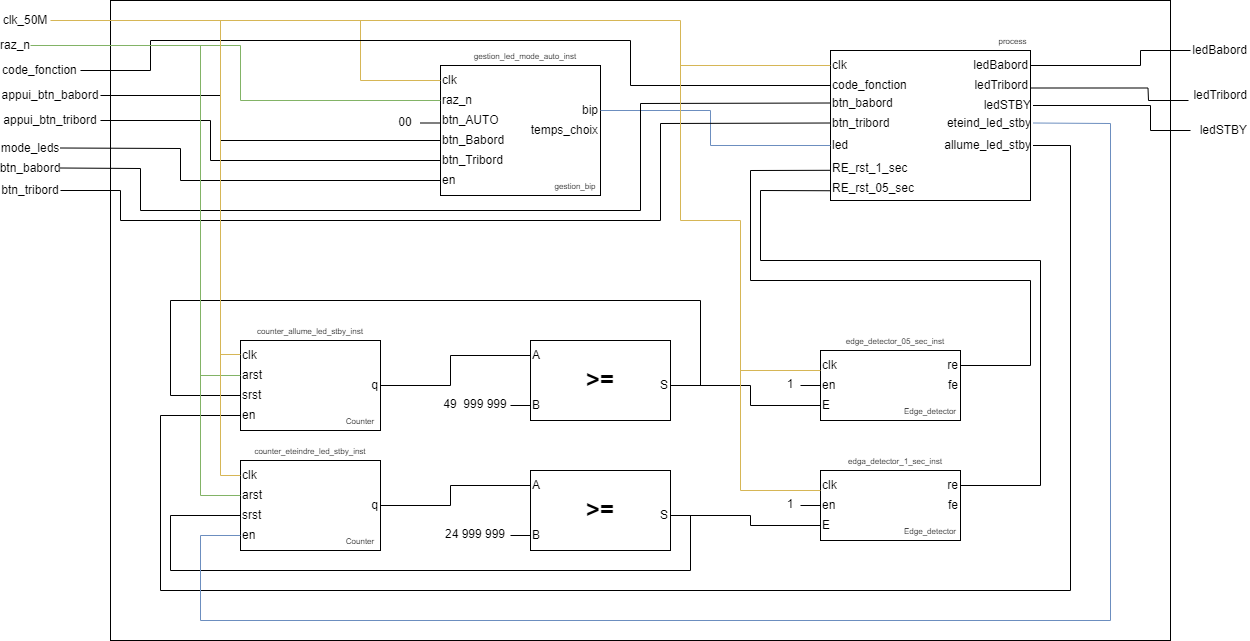 clk_50M
raz_n
code_fonction
appui_btn_babord
appui_btn_tribord
mode_leds
btn_babord
btn_tribord
gestion_led_mode_auto_inst
clk
raz_n
00
btn_AUTO
btn_Babord
btn_Tribord
en
bip
temps_choix
gestion_bip
process
clk
code_fonction
btn_babord
btn_tribord
led
RE_rst_1_sec
RE_rst_05_sec
ledBabord
ledTribord
ledSTBY
eteind_led_stby
allume_led_stby
ledBabord
ledTribord
ledSTBY
counter_allume_led_stby_inst
clk
arst
srst
en
q
Counter
A
>=
S
49 999 999
B
edge_detector_05_sec_inst
clk
1
en
E
re
fe
Edge_detector
counter_eteindre_led_stby_inst
clk
arst
srst
en
q
Counter
A
>=
S
24 999 999
B
edga_detector_1_sec_inst
clk
1
en
E
re
fe
Edge_detector